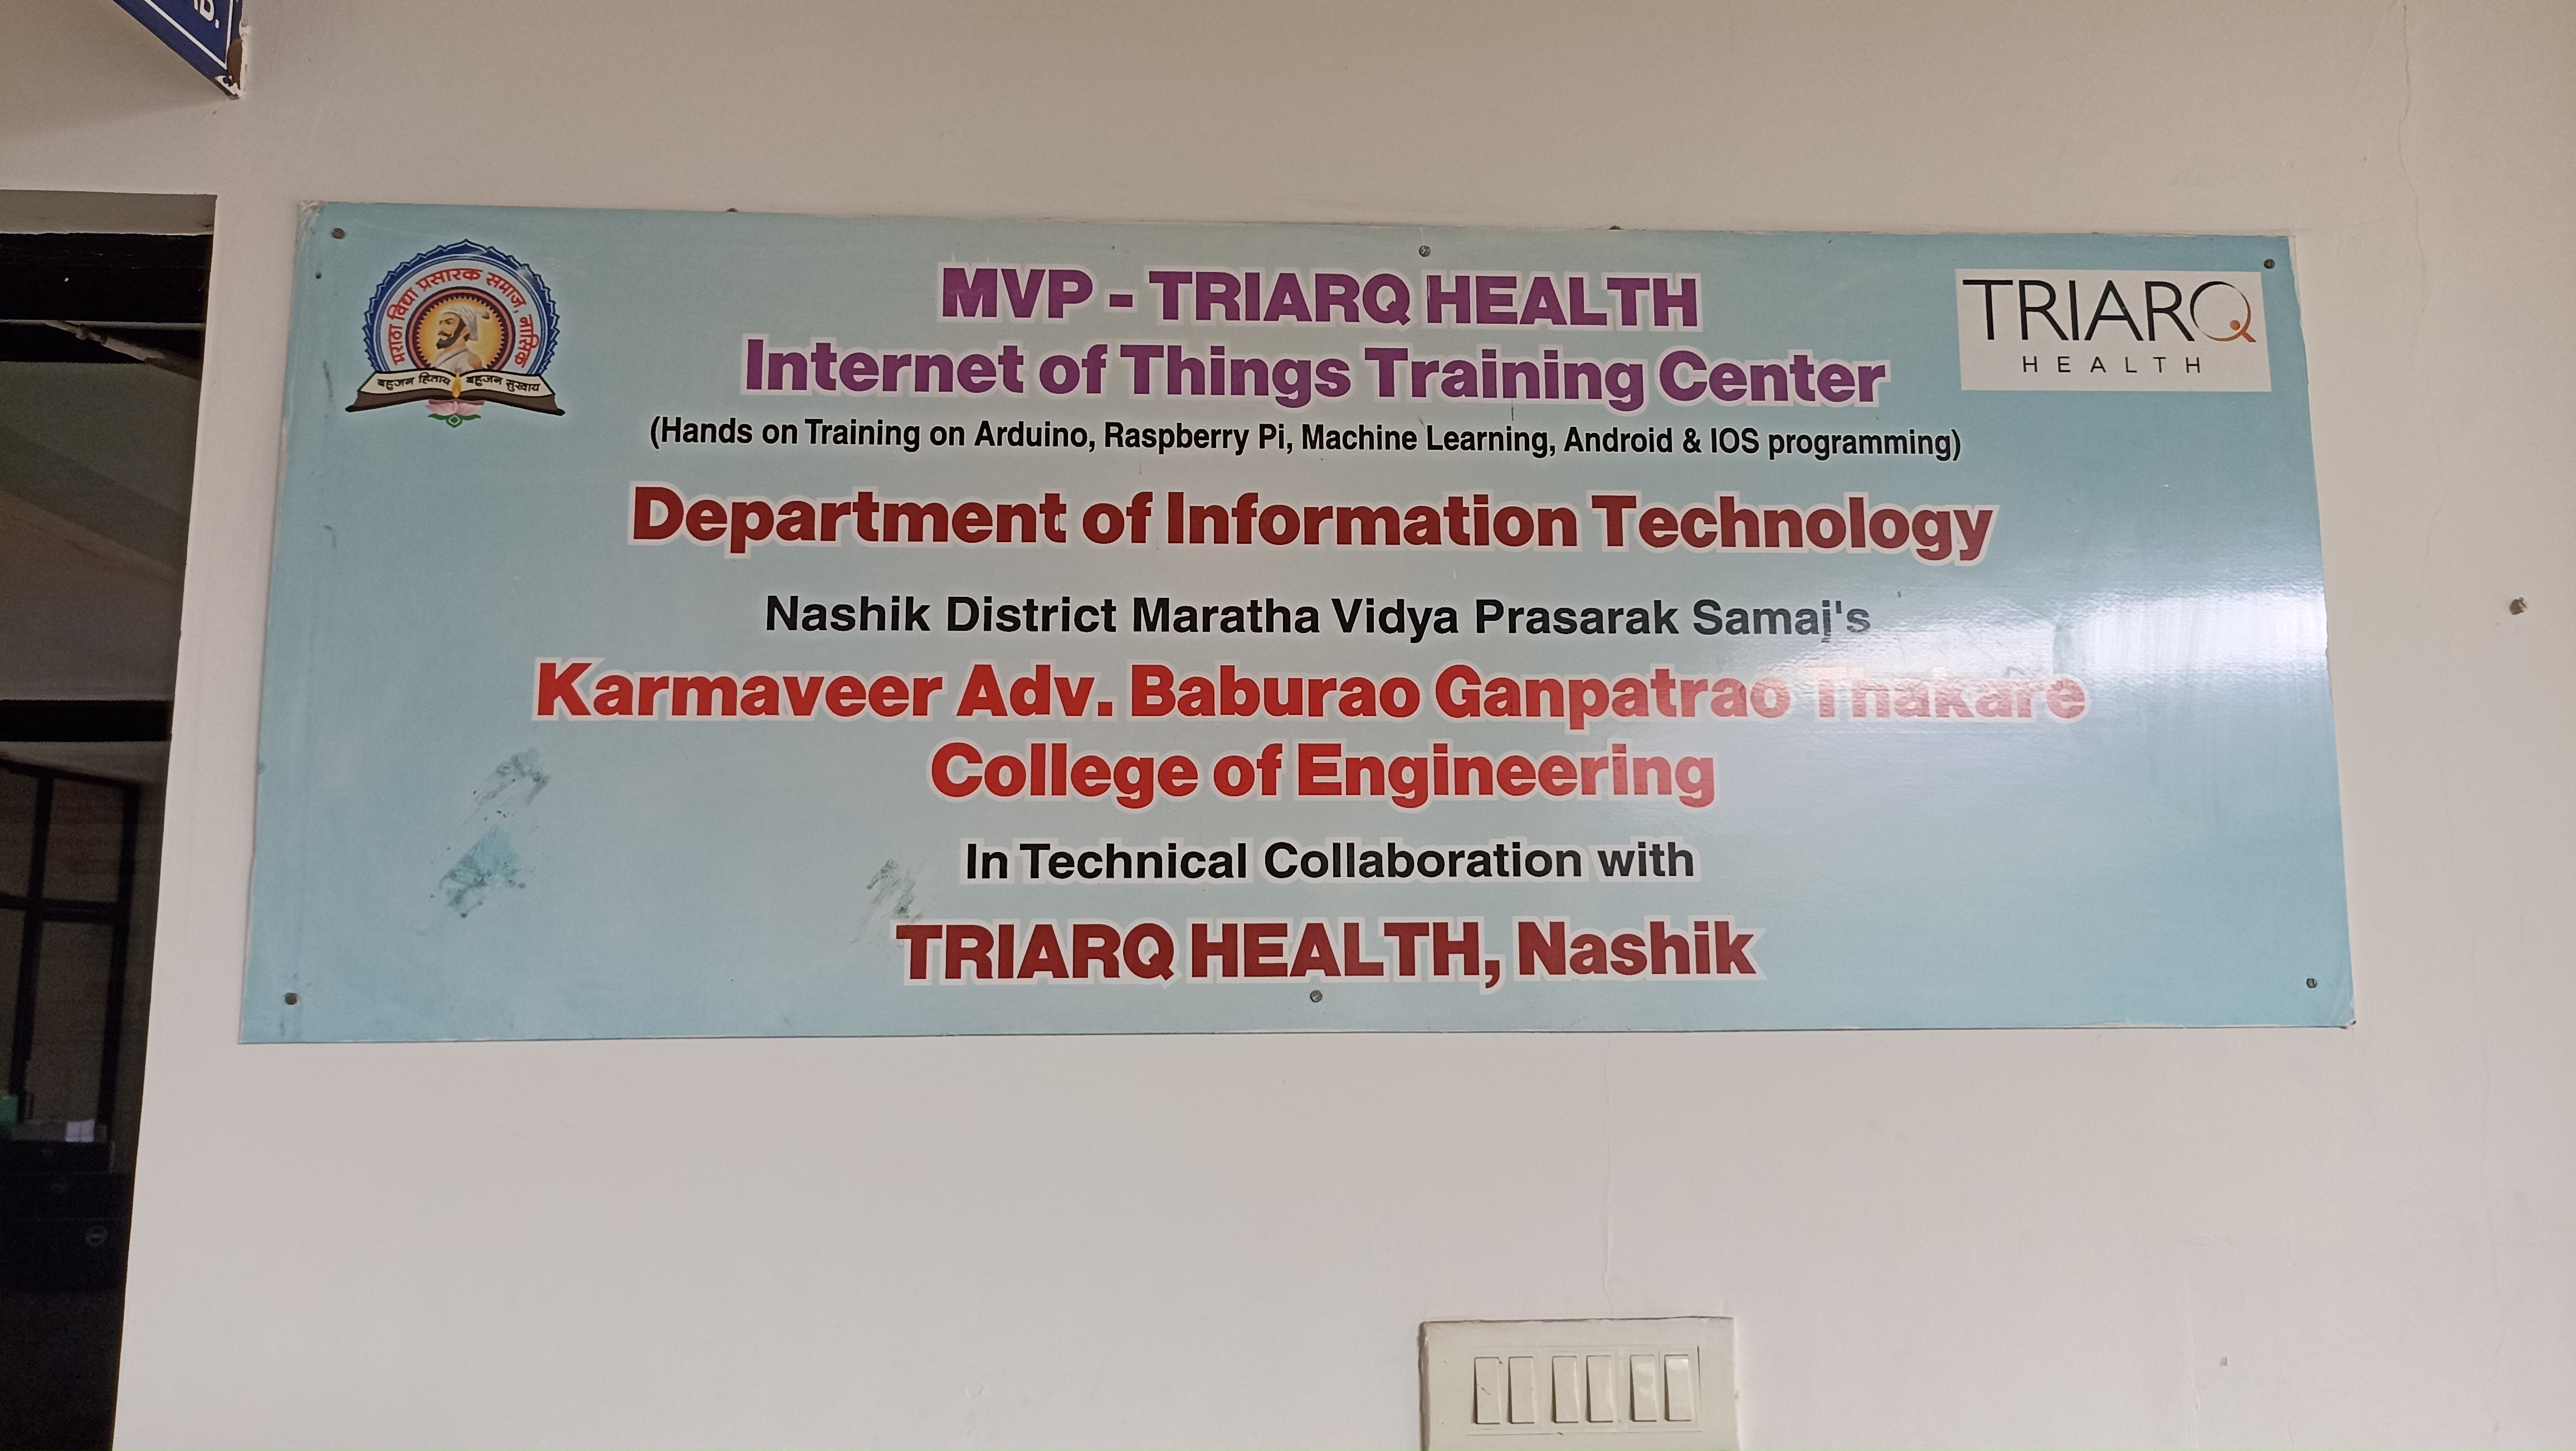 MVP - TRIARQ HEALTH
Internet of Things Training Center
(Hands on Training on Arduino, Raspberry Pi, Machine Learning, Android & IOS programming)
Department of Information Technology
Nashik District Maratha Vidya Prasarak Samaj's
Karmaveer Adv. Baburao Ganpatrao Thakare
College of Engineering
In Technical Collaboration with
TRIARQ HEALTH, Nashik
मराठा विद्या प्रसारक समाज, नासिक
बहुजन हिताय बहुजन सुखाय
TRIARQ
HEALTH